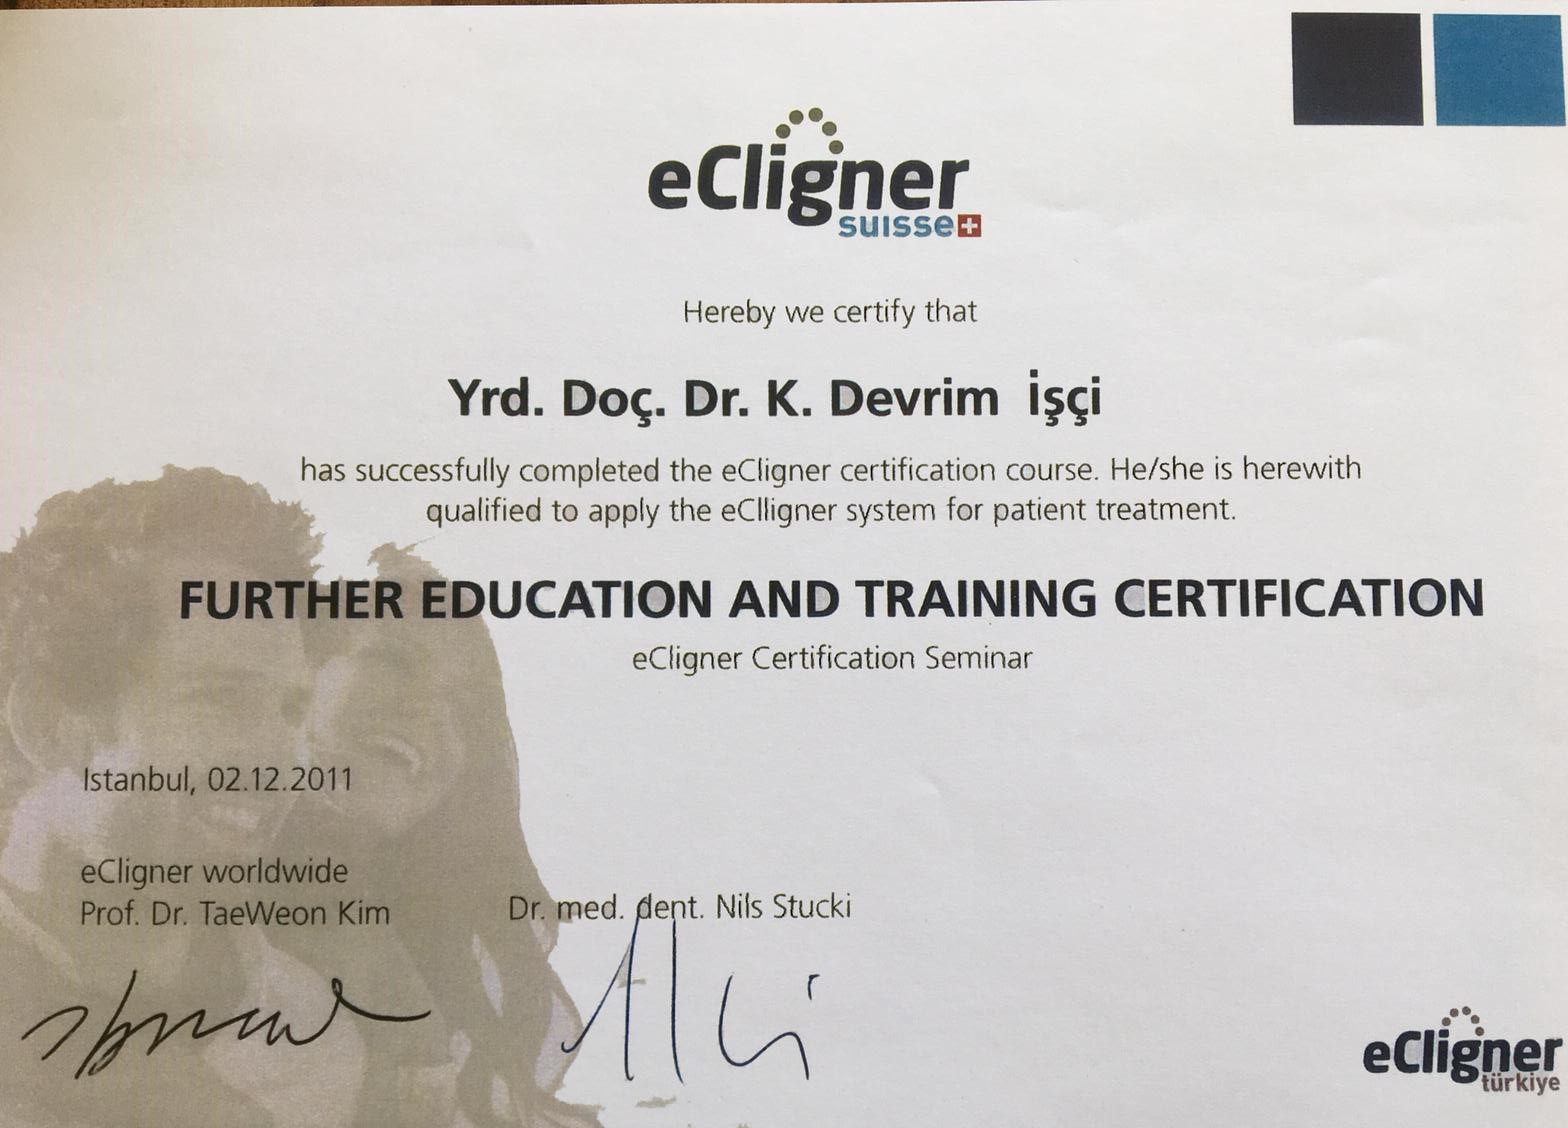 eCligner
suisse
Hereby we certify that
Yrd. Doç. Dr. K. Devrim İşçi
has successfully completed the eCligner certification course. He/she is herewith
qualified to apply the eClligner system for patient treatment.
FURTHER EDUCATION AND TRAINING CERTIFICATION
eCligner Certification Seminar
Istanbul, 02.12.2011
eCligner worldwide
Prof. Dr. TaeWeon Kim
Dr. med. dent. Nils Stucki
eCligner
türkiye